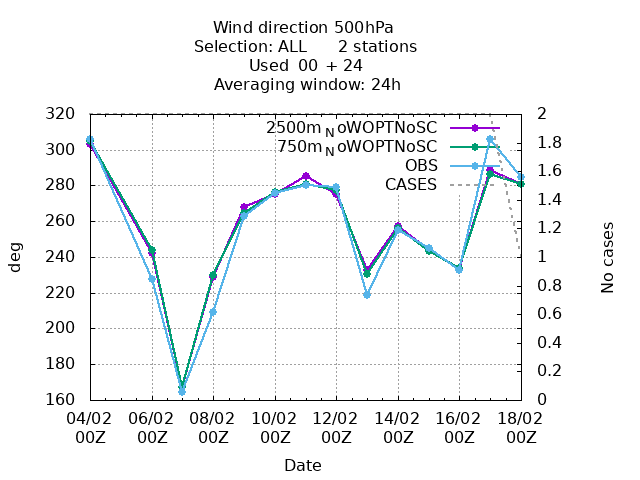 Wind direction 500hPa
Selection: ALL 2 stations
Used 00 + 24
Averaging window: 24h
320 2
2500m_NoWOPTNoSC
300 1.8
750m_NoWOPTNoSC
OBS
280 1.6
CASES
1.4
260 1.2
240 1
220 0.8
200 0.6
0.4
180 0.2
160 0
deg
No cases
04/02 06/02 08/02 10/02 12/02 14/02 16/02 18/02
00Z 00Z 00Z 00Z 00Z 00Z 00Z 00Z
Date